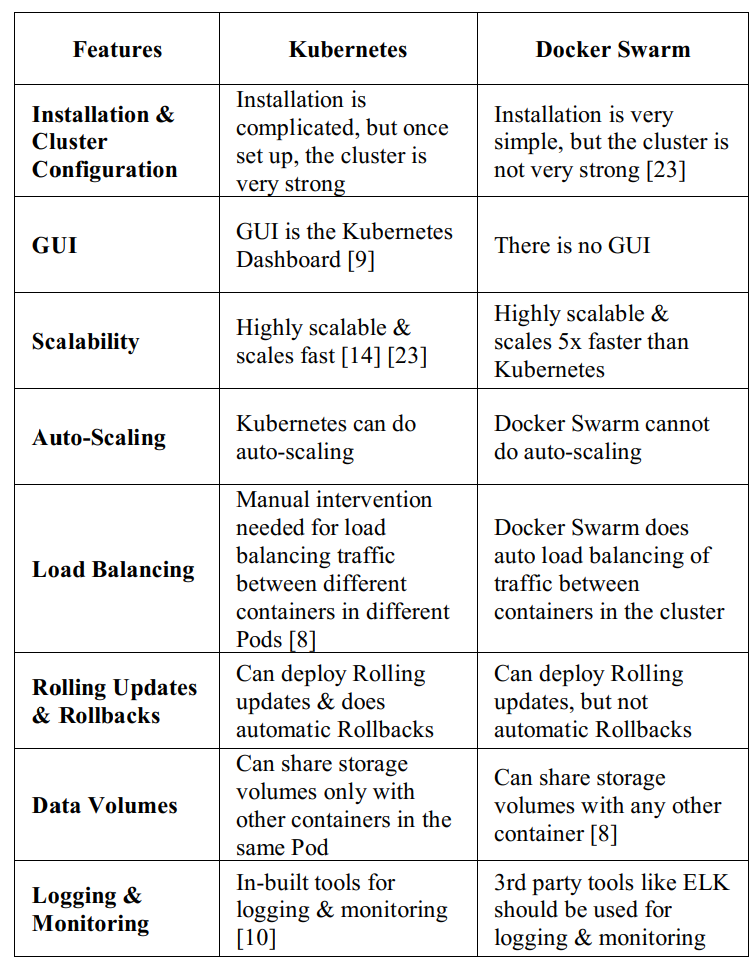 Features
Kubernetes
Docker Swarm
Installation &
Cluster
Configuration
Installation is
complicated, but once
set up, the cluster is
very strong
Installation is very
simple, but the cluster is
not very strong [23]
GUI
GUI is the Kubernetes
Dashboard [9]
There is no GUI
Scalability
Highly scalable &
scales fast [14] [23]
Highly scalable &
scales 5x faster than
Kubernetes
Auto-Scaling
Kubernetes can do
auto-scaling
Docker Swarm cannot
do auto-scaling
Load Balancing
Manual intervention
needed for load
balancing traffic
between different
containers in different
Pods [8]
Docker Swarm does
auto load balancing of
traffic between
containers in the cluster
Rolling Updates
& Rollbacks
Can deploy Rolling
updates & does
automatic Rollbacks
Can deploy Rolling
updates, but not
automatic Rollbacks
Data Volumes
Can share storage
volumes only with
other containers in the
same Pod
Can share storage
volumes with any other
container [8]
Logging &
Monitoring
In-built tools for
logging & monitoring
[10]
3rd party tools like ELK
should be used for
logging & monitoring